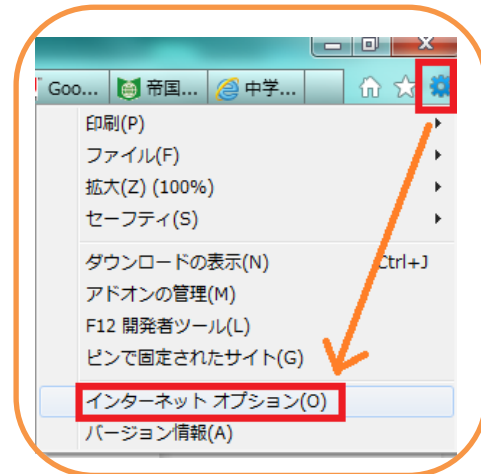 Goo... 帝国... 中学...
印刷(P)
ファイル(F)
拡大(Z) (100%)
セーフティ(S)
ダウンロードの表示(N) Ctrl+J
アドオンの管理(M)
F12 開発者ツール(L)
ピンで固定されたサイト(G)
インターネット オプション(O)
バージョン情報(A)